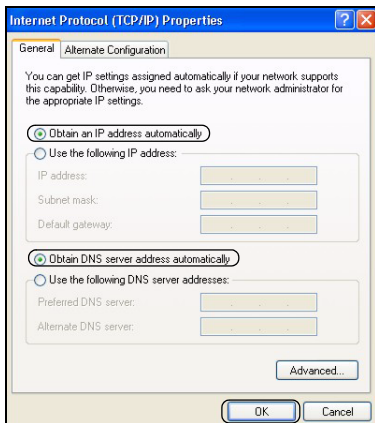 Internet Protocol (TCP/IP) Properties
General
Alternate Configuration
You can get IP settings assigned automatically if your network supports
this capability. Otherwise, you need to ask your network administrator for
the appropriate IP settings.
Obtain an IP address automatically
Use the following IP address:
IP address:
Subnet mask:
Default gateway:
Obtain DNS server address automatically
Use the following DNS server addresses:
Preferred DNS server:
Alternate DNS server:
Advanced...
OK
Cancel